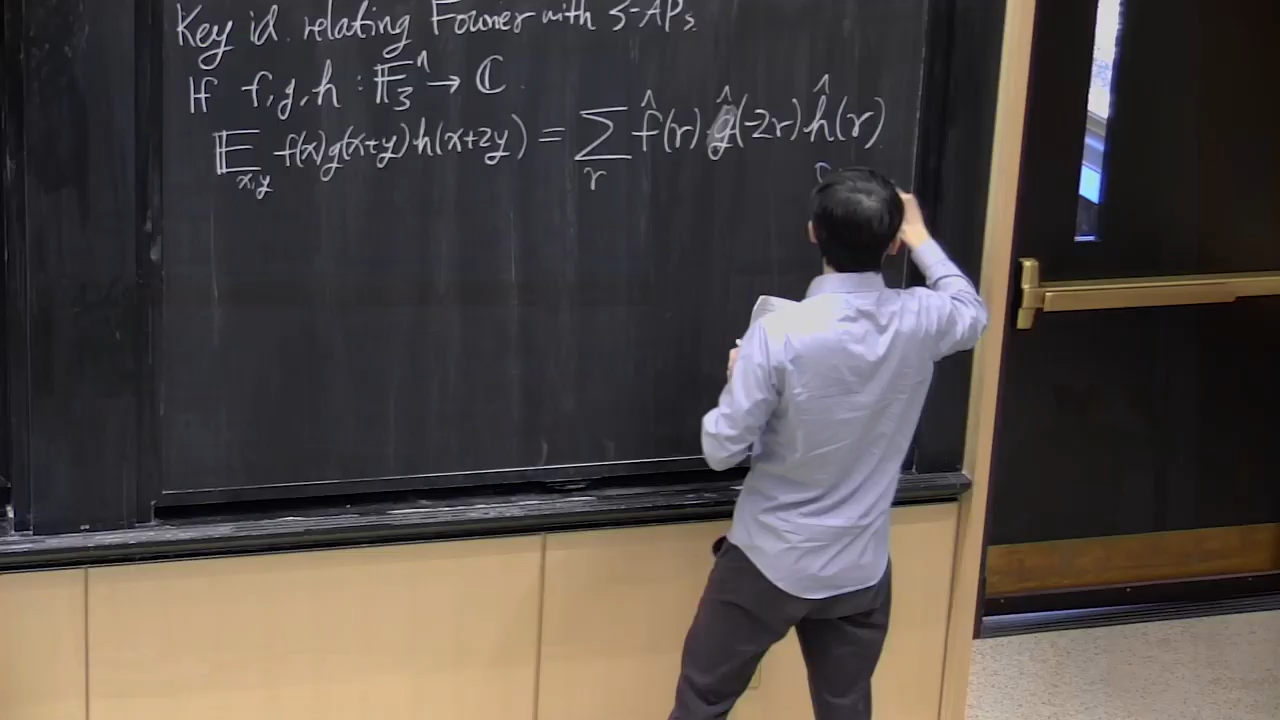 Key id. relating Fourier with 3-APs.
If f,g,h : 𝔽₃ⁿ → ℂ.
𝔼_{x,y} f(x)g(x+y)h(x+2y) = ∑_r f̂(r) ĝ(-2r) ĥ(r)